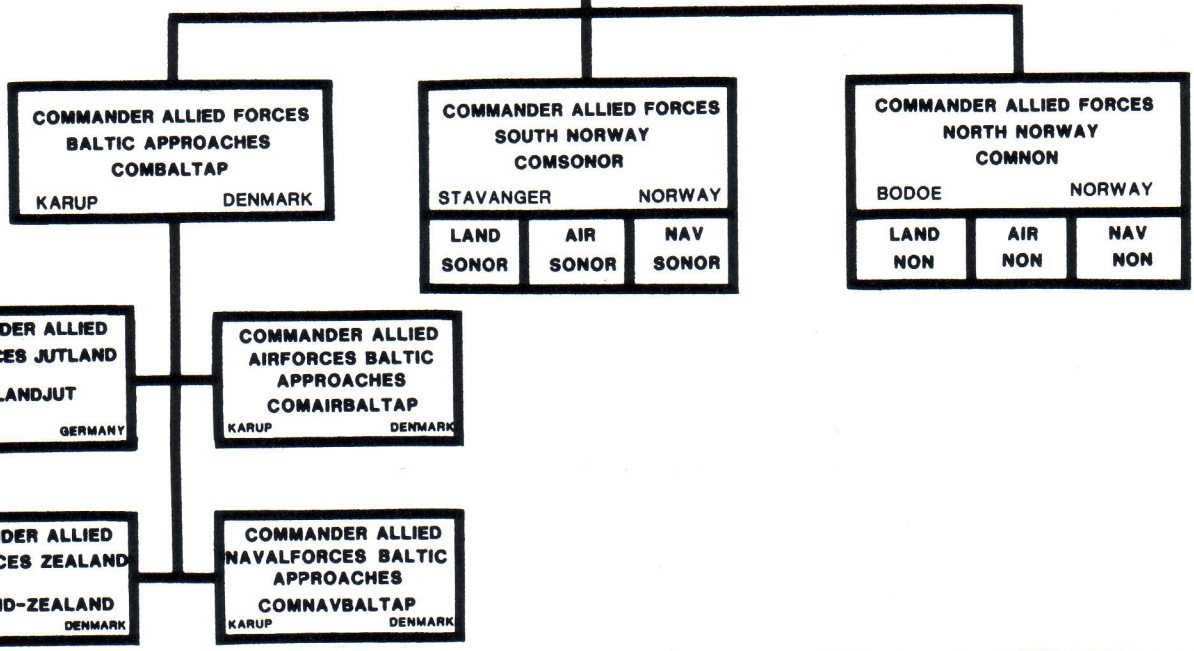 COMMANDER ALLIED FORCES
BALTIC APPROACHES
COMBALTAP
KARUP DENMARK
COMMANDER ALLIED FORCES
SOUTH NORWAY
COMSONOR
STAVANGER NORWAY
LAND
SONOR
AIR
SONOR
NAV
SONOR
COMMANDER ALLIED FORCES
NORTH NORWAY
COMNON
BODOE NORWAY
LAND
NON
AIR
NON
NAV
NON
DER ALLIED
CES JUTLAND
LANDJUT
GERMANY
COMMANDER ALLIED
AIRFORCES BALTIC
APPROACHES
COMAIRBALTAP
KARUP DENMARK
DER ALLIED
CES ZEALAND
ND-ZEALAND
DENMARK
COMMANDER ALLIED
NAVALFORCES BALTIC
APPROACHES
COMNAVBALTAP
KARUP DENMARK